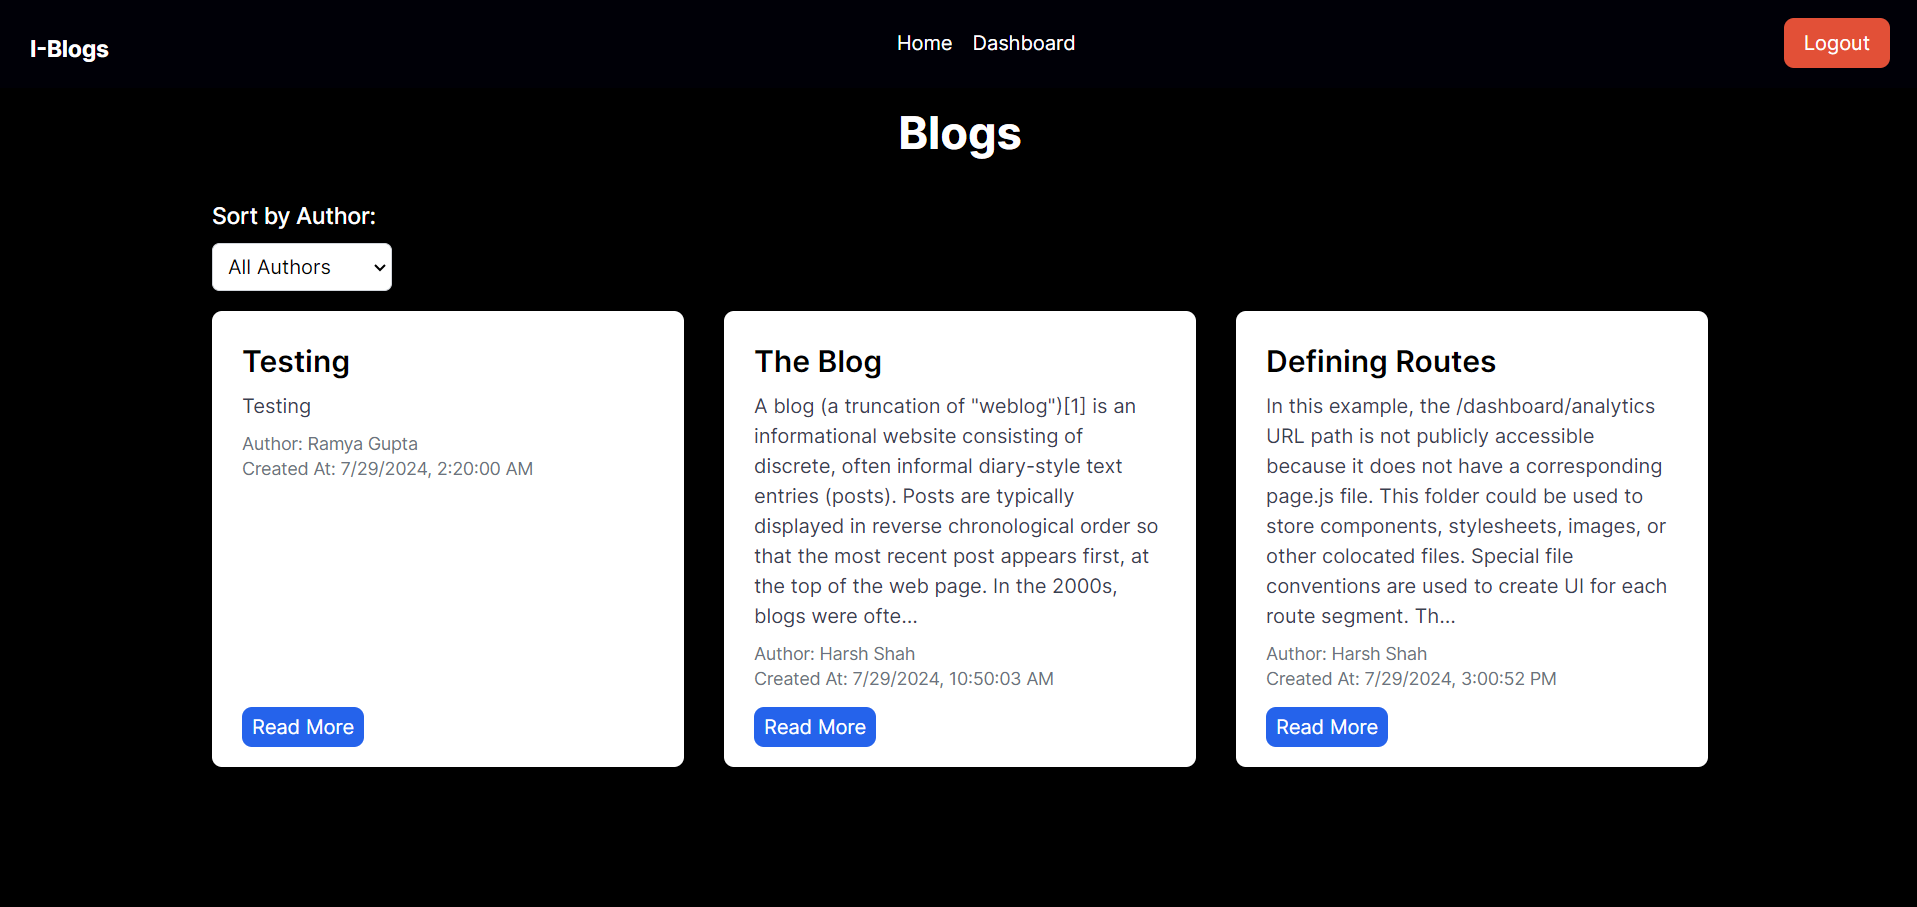 I-Blogs
Home Dashboard
Logout
Blogs
Sort by Author:
All Authors
Testing
Testing
Author: Ramya Gupta
Created At: 7/29/2024, 2:20:00 AM
Read More
The Blog
A blog (a truncation of "weblog")[1] is an
informational website consisting of
discrete, often informal diary-style text
entries (posts). Posts are typically
displayed in reverse chronological order so
that the most recent post appears first, at
the top of the web page. In the 2000s,
blogs were ofte...
Author: Harsh Shah
Created At: 7/29/2024, 10:50:03 AM
Read More
Defining Routes
In this example, the /dashboard/analytics
URL path is not publicly accessible
because it does not have a corresponding
page.js file. This folder could be used to
store components, stylesheets, images, or
other colocated files. Special file
conventions are used to create UI for each
route segment. Th...
Author: Harsh Shah
Created At: 7/29/2024, 3:00:52 PM
Read More